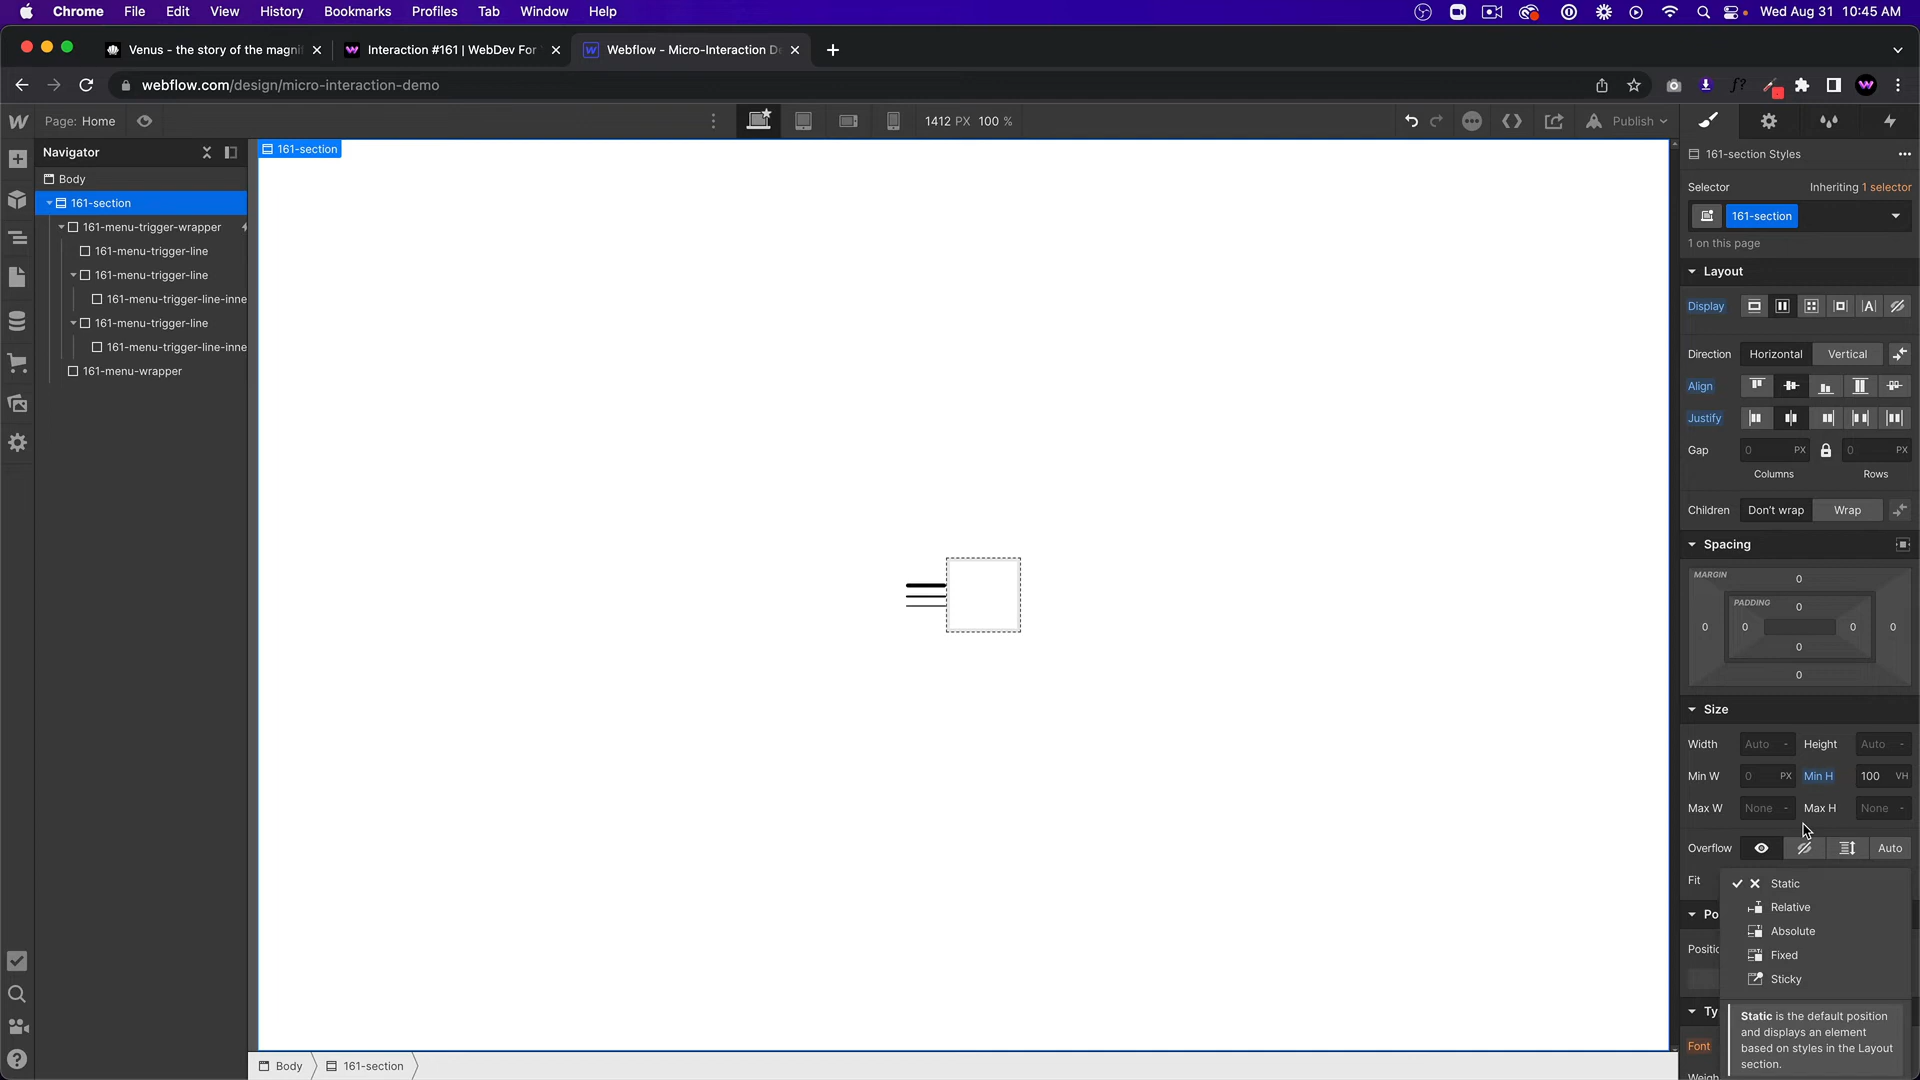 Chrome File Edit View History Bookmarks Profiles Tab Window Help Wed Aug 31 10:45 AM
Venus - the story of the magni
Interaction #161 | WebDev For
Webflow - Micro-Interaction D
webflow.com/design/micro-interaction-demo
Page: Home
1412 PX 100 %
Publish
Navigator
161-section
161-section Styles
Body
Selector
Inheriting 1 selector
161-section
161-section
161-menu-trigger-wrapper
1 on this page
161-menu-trigger-line
161-menu-trigger-line
161-menu-trigger-line-inne
161-menu-trigger-line
161-menu-trigger-line-inne
161-menu-wrapper
Layout
Display
Direction Horizontal Vertical
Align
Justify
Gap 0 PX 0 PX
Columns Rows
Children Don't wrap Wrap
Spacing
MARGIN
0
PADDING
0
0 0 0 0
0
0
Size
Width Auto - Height Auto -
Min W 0 PX Min H 100 VH
Max W None - Max H None -
Overflow Auto
Fit
Static
Relative
Po
Absolute
Positic
Fixed
Sticky
Ty
Static is the default position
and displays an element
based on styles in the Layout
section.
Font
Body
161-section